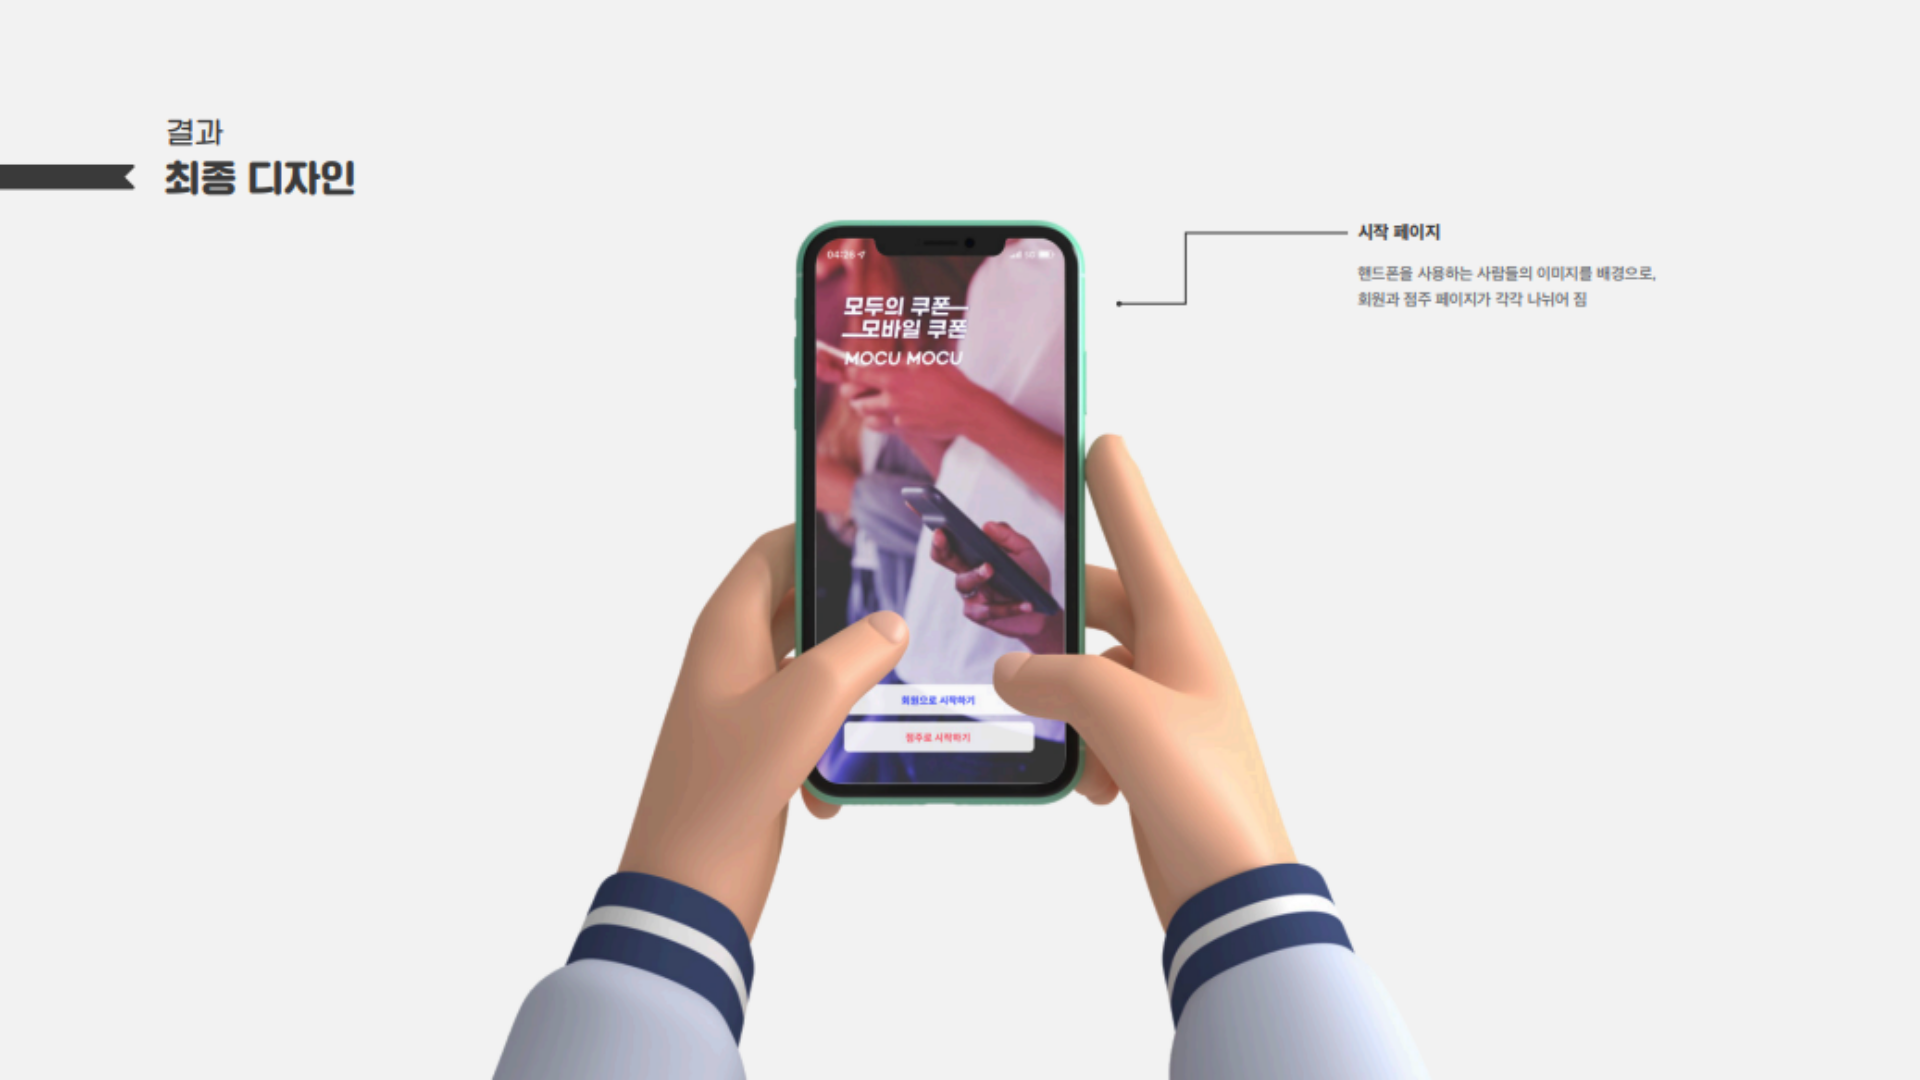 결과
최종 디자인
시작 페이지
핸드폰을 사용하는 사람들의 이미지를 배경으로,
회원과 점주 페이지가 각각 나뉘어 짐
04:26
모두의 쿠폰
모바일 쿠폰
MOCU MOCU
회원으로 시작하기
점주로 시작하기